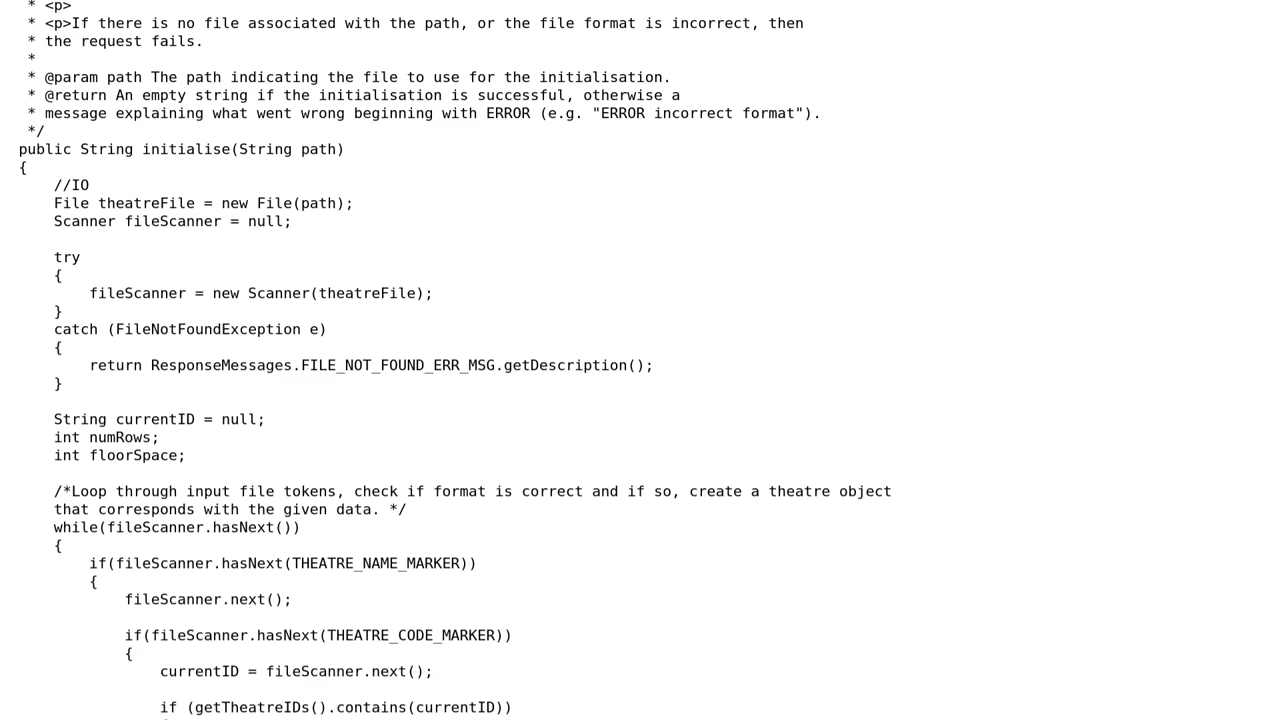 * <p>
* <p>If there is no file associated with the path, or the file format is incorrect, then
* the request fails.
*
* @param path The path indicating the file to use for the initialisation.
* @return An empty string if the initialisation is successful, otherwise a
* message explaining what went wrong beginning with ERROR (e.g. "ERROR incorrect format").
*/
public String initialise(String path)
{
//IO
File theatreFile = new File(path);
Scanner fileScanner = null;
try
{
fileScanner = new Scanner(theatreFile);
}
catch (FileNotFoundException e)
{
return ResponseMessages.FILE_NOT_FOUND_ERR_MSG.getDescription();
}
String currentID = null;
int numRows;
int floorSpace;
/*Loop through input file tokens, check if format is correct and if so, create a theatre object
that corresponds with the given data. */
while(fileScanner.hasNext())
{
if(fileScanner.hasNext(THEATRE_NAME_MARKER))
{
fileScanner.next();
if(fileScanner.hasNext(THEATRE_CODE_MARKER))
{
currentID = fileScanner.next();
if (getTheatreIDs().contains(currentID))